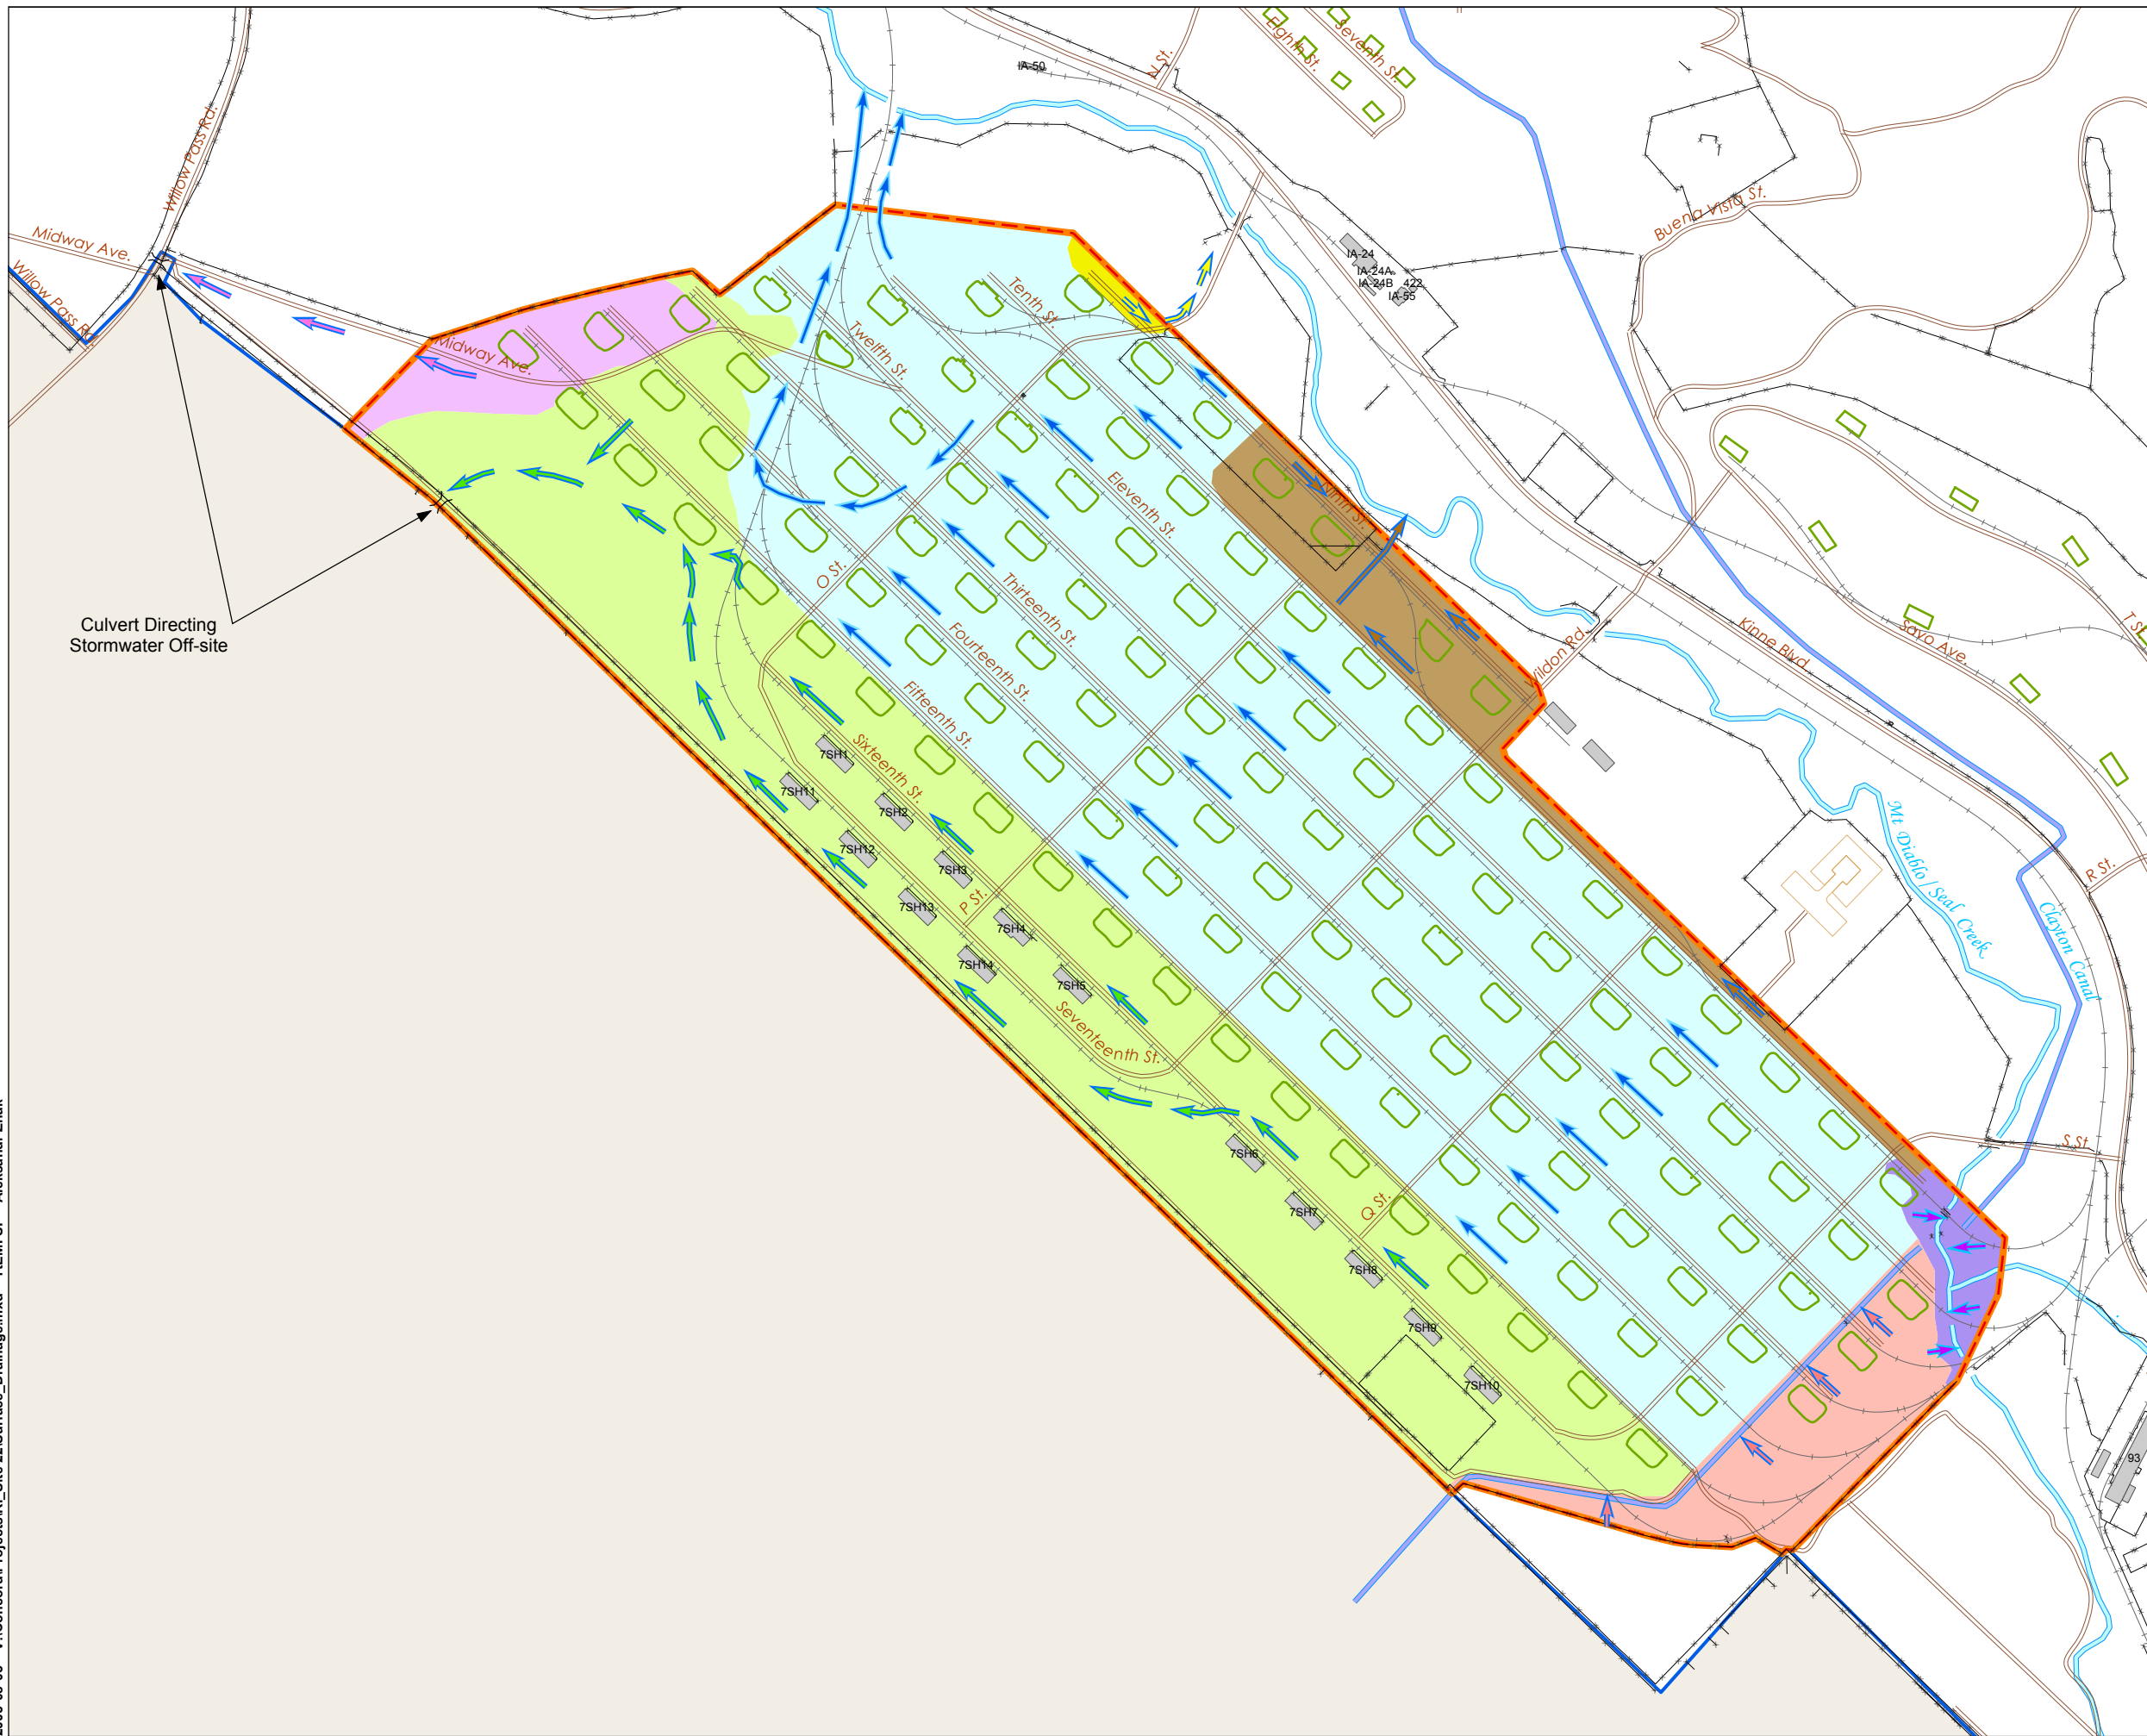 IA-50
N St.
Eighth St.
Seventh St.
Willow Pass Rd.
Midway Ave.
Willow Pass Rd.
Buena Vista St.
IA-24
IA-24A
IA-24B
422
IA-55
Midway Ave.
Tenth St.
Twelfth St.
Eleventh St.
Ninth St.
O St.
Thirteenth St.
Fourteenth St.
Fifteenth St.
Sixteenth St.
Wildon Rd.
Kinne Blvd.
Savo Ave.
T St.
Culvert Directing
Stormwater Off-site
7SH1
7SH11
7SH2
7SH12
7SH3
7SH13
P St.
7SH4
7SH14
7SH5
Seventeenth St.
Mt Diablo/Seal Creek
Clayton Canal
R St.
S St.
7SH6
7SH7
Q St.
7SH8
7SH9
7SH10
93